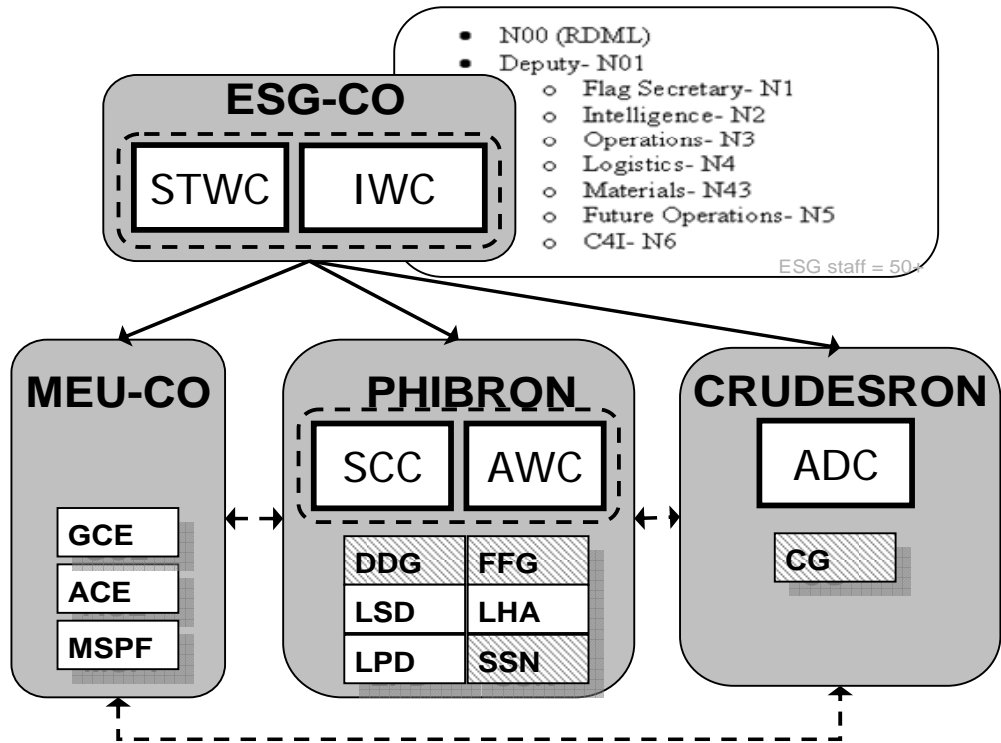 N00 (RDML)
Deputy- N01
Flag Secretary- N1
Intelligence- N2
Operations- N3
Logistics- N4
Materials- N43
Future Operations- N5
C4I- N6
ESG staff = 50+
ESG-CO
STWC IWC
MEU-CO
GCE
ACE
MSPF
PHIBRON
SCC AWC
DDG FFG
LSD LHA
LPD SSN
CRUDESRON
ADC
CG